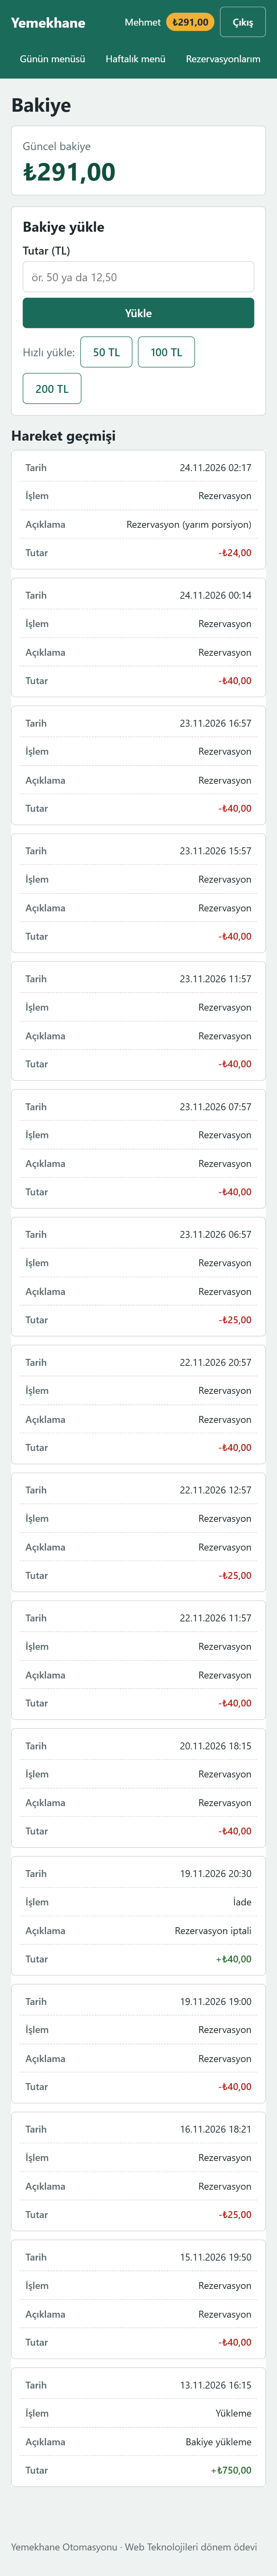 Yemekhane
Mehmet ₺291,00 Çıkış
Günün menüsü Haftalık menü Rezervasyonlarım
Bakiye
Güncel bakiye
₺291,00
Bakiye yükle
Tutar (TL)
ör. 50 ya da 12,50
Yükle
Hızlı yükle: 50 TL 100 TL
200 TL
Hareket geçmişi
Tarih 24.11.2026 02:17
İşlem Rezervasyon
Açıklama Rezervasyon (yarım porsiyon)
Tutar -₺24,00
Tarih 24.11.2026 00:14
İşlem Rezervasyon
Açıklama Rezervasyon
Tutar -₺40,00
Tarih 23.11.2026 16:57
İşlem Rezervasyon
Açıklama Rezervasyon
Tutar -₺40,00
Tarih 23.11.2026 15:57
İşlem Rezervasyon
Açıklama Rezervasyon
Tutar -₺40,00
Tarih 23.11.2026 11:57
İşlem Rezervasyon
Açıklama Rezervasyon
Tutar -₺40,00
Tarih 23.11.2026 07:57
İşlem Rezervasyon
Açıklama Rezervasyon
Tutar -₺40,00
Tarih 23.11.2026 06:57
İşlem Rezervasyon
Açıklama Rezervasyon
Tutar -₺25,00
Tarih 22.11.2026 20:57
İşlem Rezervasyon
Açıklama Rezervasyon
Tutar -₺40,00
Tarih 22.11.2026 12:57
İşlem Rezervasyon
Açıklama Rezervasyon
Tutar -₺25,00
Tarih 22.11.2026 11:57
İşlem Rezervasyon
Açıklama Rezervasyon
Tutar -₺40,00
Tarih 20.11.2026 18:15
İşlem Rezervasyon
Açıklama Rezervasyon
Tutar -₺40,00
Tarih 19.11.2026 20:30
İşlem İade
Açıklama Rezervasyon iptali
Tutar +₺40,00
Tarih 19.11.2026 19:00
İşlem Rezervasyon
Açıklama Rezervasyon
Tutar -₺40,00
Tarih 16.11.2026 18:21
İşlem Rezervasyon
Açıklama Rezervasyon
Tutar -₺25,00
Tarih 15.11.2026 19:50
İşlem Rezervasyon
Açıklama Rezervasyon
Tutar -₺40,00
Tarih 13.11.2026 16:15
İşlem Yükleme
Açıklama Bakiye yükleme
Tutar +₺750,00
Yemekhane Otomasyonu · Web Teknolojileri dönem ödevi